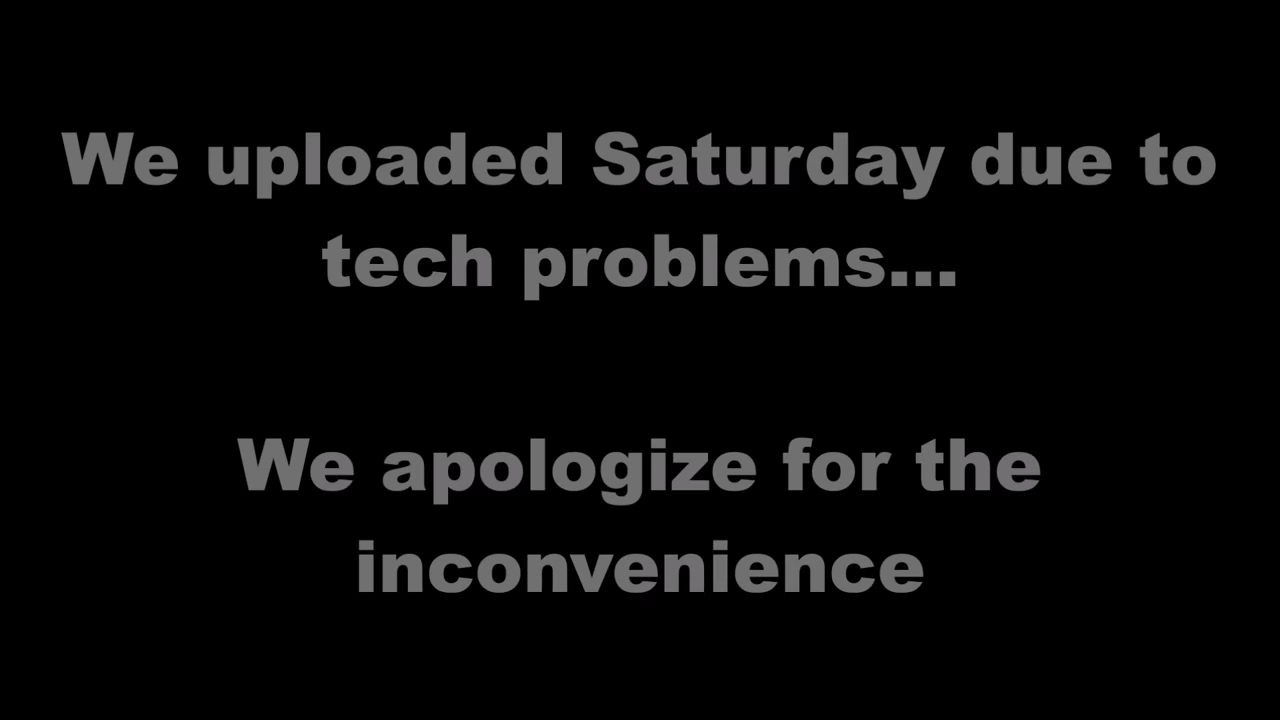 We uploaded Saturday due to
tech problems...
We apologize for the
inconvenience